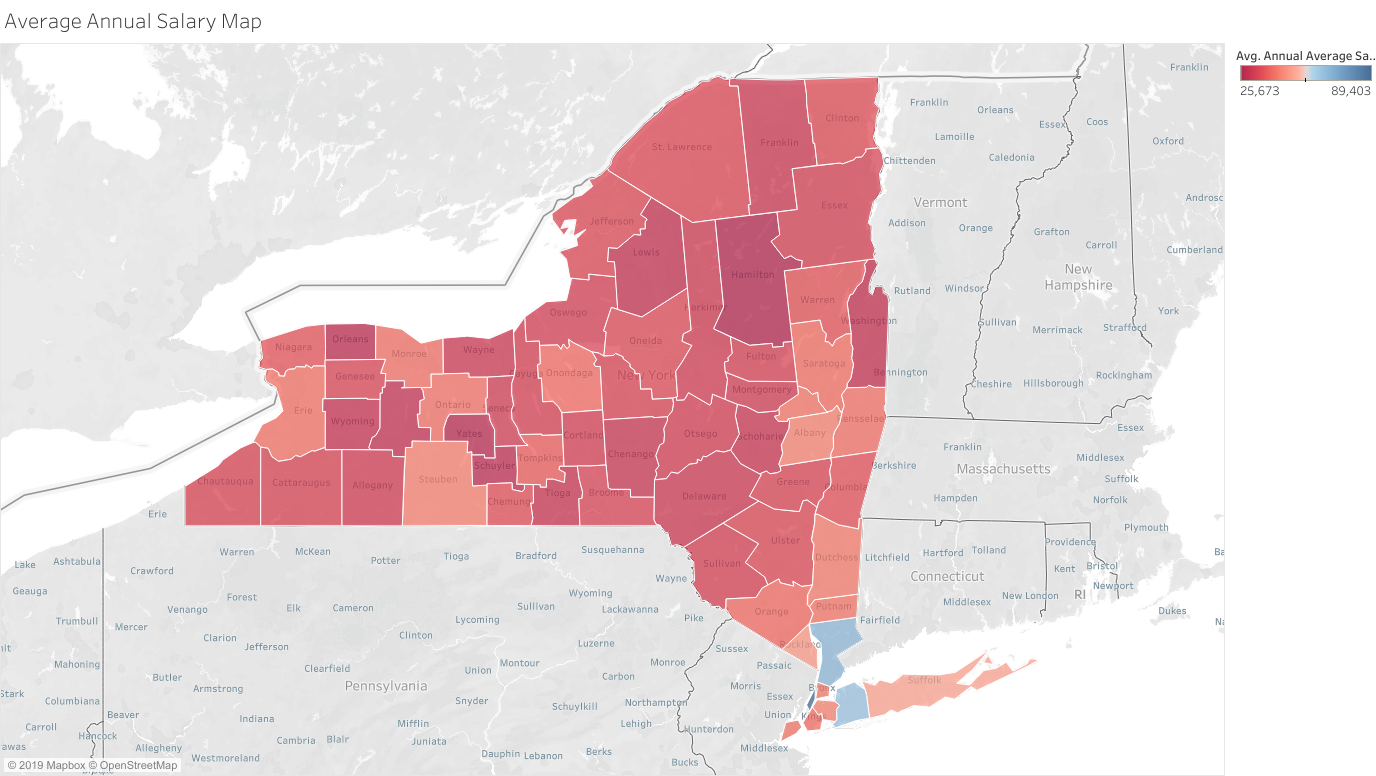 Average Annual Salary Map
Avg. Annual Average Sa..
25,673 89,403
Franklin
Franklin
Orleans
Essex
Coos
Clinton
Lamoille
Oxford
St. Lawrence
Franklin
Chittenden
Caledonia
Vermont
Androsc
Essex
Jefferson
Addison
Orange
Grafton
Carroll
Cumberland
Lewis
Hamilton
New
Hampshire
Rutland
Windsor
Warren
York
Oswego
Washington
Sullivan
Merrimack
Strafford
Orleans
Oneida
Niagara
Monroe
Wayne
Fulton
Saratoga
Bennington
Genesee
Onondaga
New York
Rockingham
Cheshire
Hillsborough
Montgomery
Erie
Ontario
Wyoming
Yates
Cortland
Otsego
Schoharie
Albany
Essex
Franklin
Chenango
Tompkins
Schuyler
Berkshire
Massachusetts
Middlesex
Chautauqua
Cattaraugus
Allegany
Steuben
Greene
Columbia
Suffolk
Chemung
Tioga
Broome
Delaware
Hampden
Norfolk
Erie
Plymouth
Ulster
Providence
Warren
McKean
Potter
Tioga
Bradford
Susquehanna
Sullivan
Dutchess
Litchfield
Hartford
Tolland
Ba
Lake
Ashtabula
Crawford
Wayne
Connecticut
Kent
Bristol
Geauga
Forest
Wyoming
Newport
RI
Venango
Elk
Cameron
Sullivan
Lackawanna
Orange
Putnam
Middlesex
New London
Dukes
Trumbull
Mercer
Lycoming
Pike
Fairfield
Na
Clarion
Clinton
Jefferson
Luzerne
Sussex
Rockland
nit
Mahoning
Clearfield
Montour
Monroe
Passaic
Butler
Union
Carbon
Suffolk
Stark
Armstrong
Pennsylvania
Morris
Essex
Bronx
Columbiana
Snyder
Northampton
Beaver
Indiana
Schuylkill
Union
Kings
Carroll
Mifflin
Lehigh
Hunterdon
Hancock
Cambria
Blair
Juniata
awas
Allegheny
Dauphin
Lebanon
Berks
Middlesex
Westmoreland
Bucks
© 2019 Mapbox © OpenStreetMap